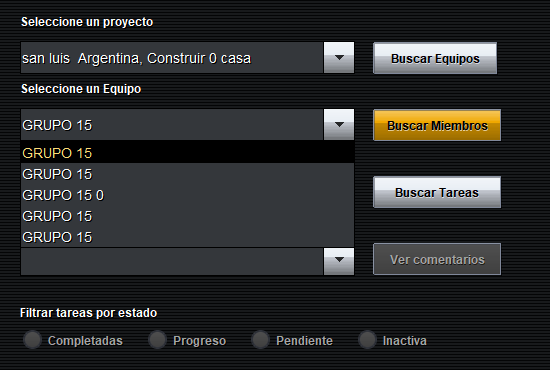 Seleccione un proyecto
san luis  Argentina, Construir 0 casa
Buscar Equipos
Seleccione un Equipo
GRUPO 15
Buscar Miembros
GRUPO 15
GRUPO 15
GRUPO 15 0
GRUPO 15
GRUPO 15
Buscar Tareas
Ver comentarios
Filtrar tareas por estado
Completadas Progreso Pendiente Inactiva